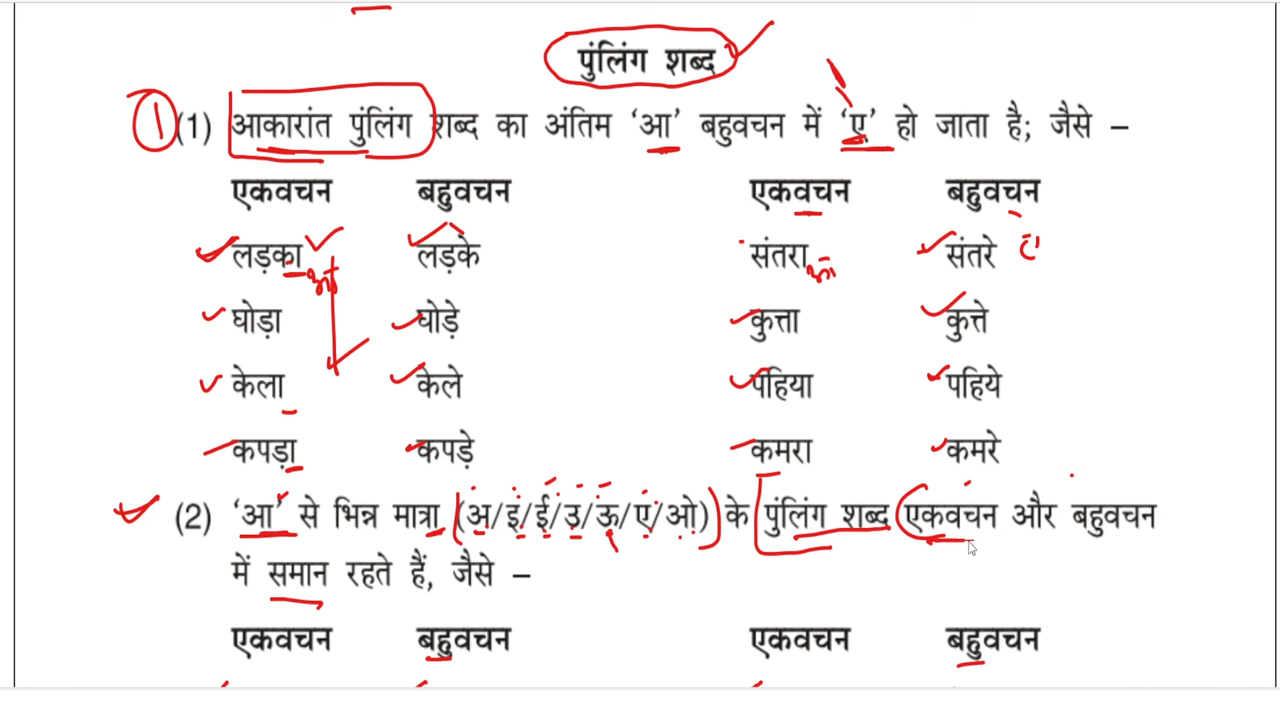 पुंलिंग शब्द
(1) आकारांत पुंलिंग शब्द का अंतिम ‘आ’ बहुवचन में ‘ए’ हो जाता है; जैसे –
एकवचन बहुवचन एकवचन बहुवचन
लड़का लड़के संतरा संतरे
घोड़ा घोड़े कुत्ता कुत्ते
केला केले पहिया पहिये
कपड़ा कपड़े कमरा कमरे
(2) ‘आ’ से भिन्न मात्रा (अ/इ/ई/उ/ऊ/ए/ओ) के पुंलिंग शब्द एकवचन और बहुवचन
में समान रहते हैं, जैसे –
एकवचन बहुवचन एकवचन बहुवचन